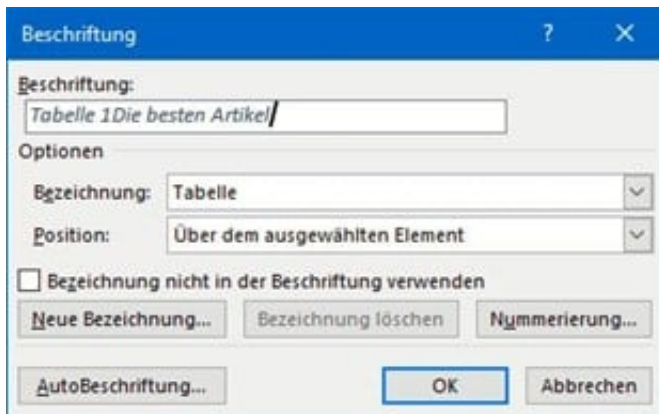 Beschriftung ? ×
Beschriftung:
Tabelle 1Die besten Artikel
Optionen
Bezeichnung: Tabelle
Position: Über dem ausgewählten Element
Bezeichnung nicht in der Beschriftung verwenden
Neue Bezeichnung... Bezeichnung löschen Nummerierung...
AutoBeschriftung... OK Abbrechen